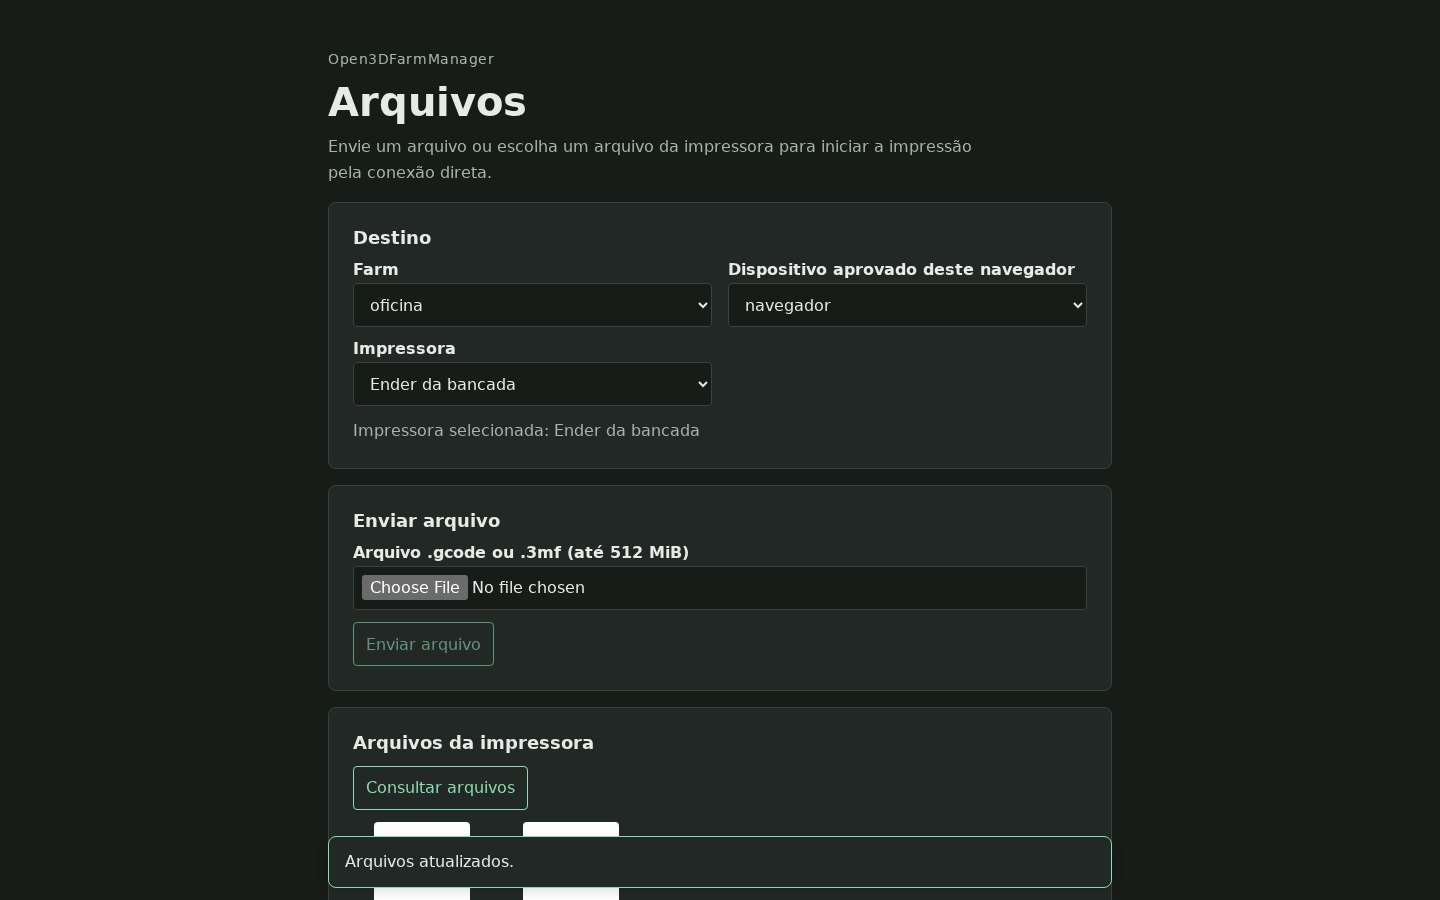 Open3DFarmManager
Arquivos
Envie um arquivo ou escolha um arquivo da impressora para iniciar a impressão
pela conexão direta.
Destino
Farm
Dispositivo aprovado deste navegador
oficina
navegador
Impressora
Ender da bancada
Impressora selecionada: Ender da bancada
Enviar arquivo
Arquivo .gcode ou .3mf (até 512 MiB)
Choose File No file chosen
Enviar arquivo
Arquivos da impressora
Consultar arquivos
Arquivos atualizados.